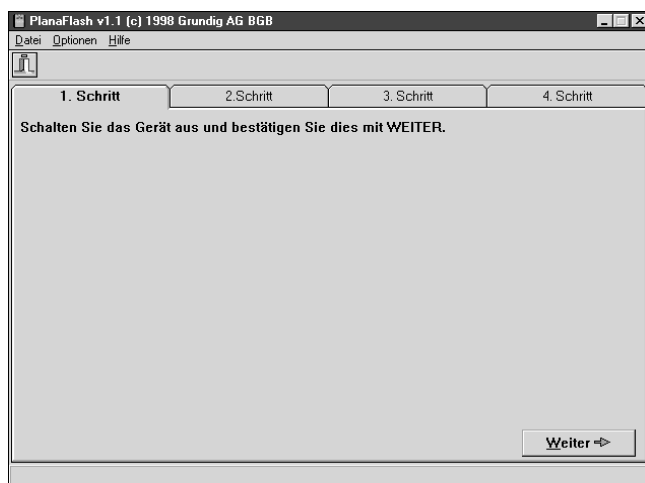 PlanaFlash v1.1 (c) 1998 Grundig AG BGB
Datei Optionen Hilfe
1. Schritt 2.Schritt 3. Schritt 4. Schritt
Schalten Sie das Gerät aus und bestätigen Sie dies mit WEITER.
Weiter